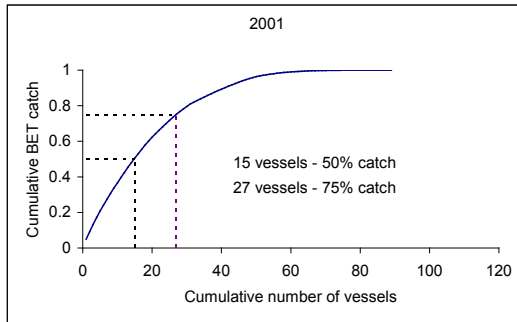 2001
Cumulative BET catch
1
0.8
0.6
0.4
0.2
0
15 vessels - 50% catch
27 vessels - 75% catch
0 20 40 60 80 100 120
Cumulative number of vessels